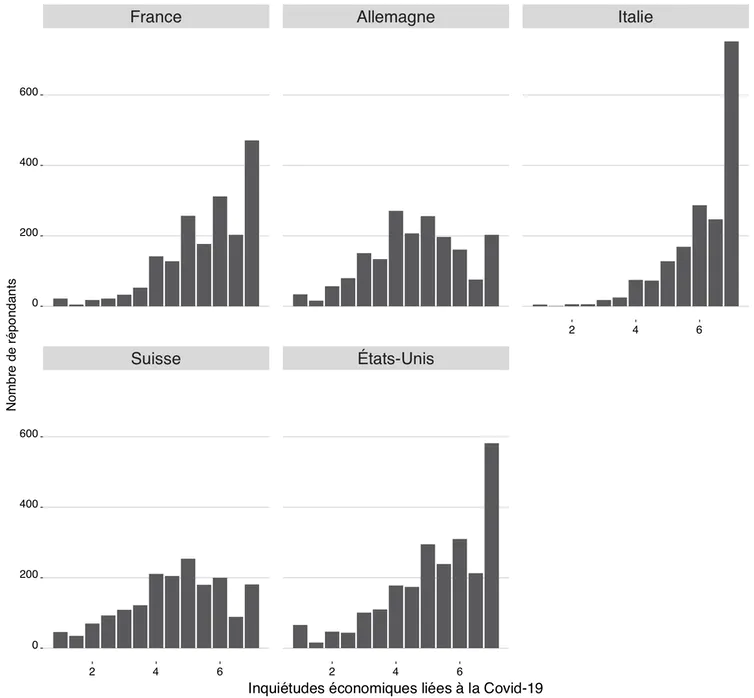 France
Allemagne
Italie
600
400
200
0
2 4 6
Nombre de répondants
Suisse
États-Unis
600
400
200
0
2 4 6
2 4 6
Inquiétudes économiques liées à la Covid-19